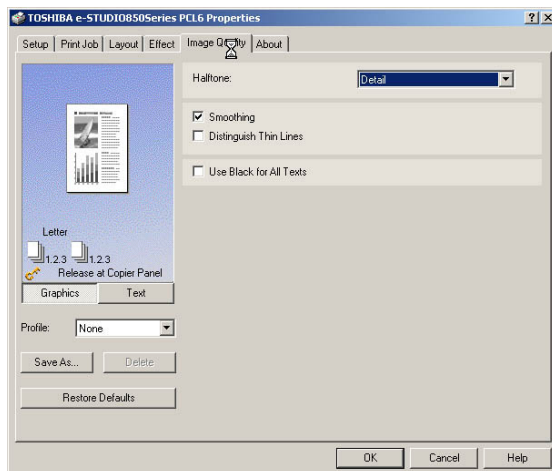 TOSHIBA e-STUDIO850Series PCL6 Properties
Setup Print Job Layout Effect Image Quality About
Halftone: Detail
Smoothing
Distinguish Thin Lines
Use Black for All Texts
Letter
1.2.3 1.2.3
Release at Copier Panel
Graphics Text
Profile: None
Save As... Delete
Restore Defaults
OK Cancel Help